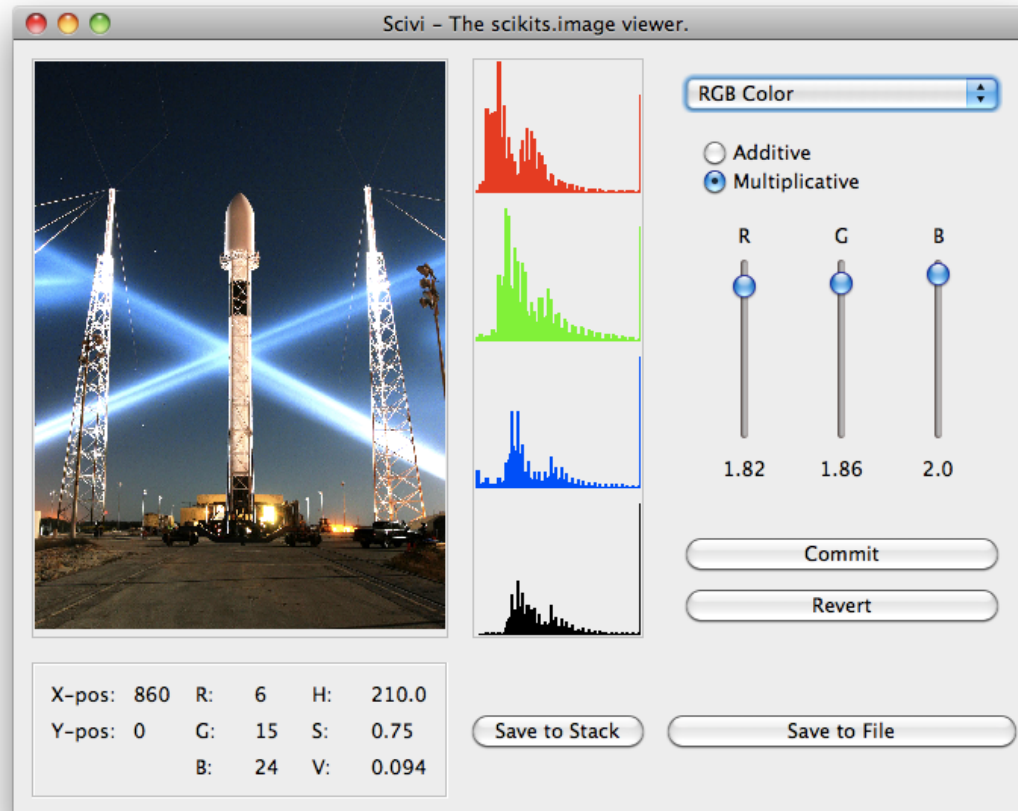 Scivi – The scikits.image viewer.
RGB Color
Additive
Multiplicative
R G B
1.82 1.86 2.0
Commit
Revert
X-pos: 860 R: 6 H: 210.0
Y-pos: 0 G: 15 S: 0.75
B: 24 V: 0.094
Save to Stack Save to File